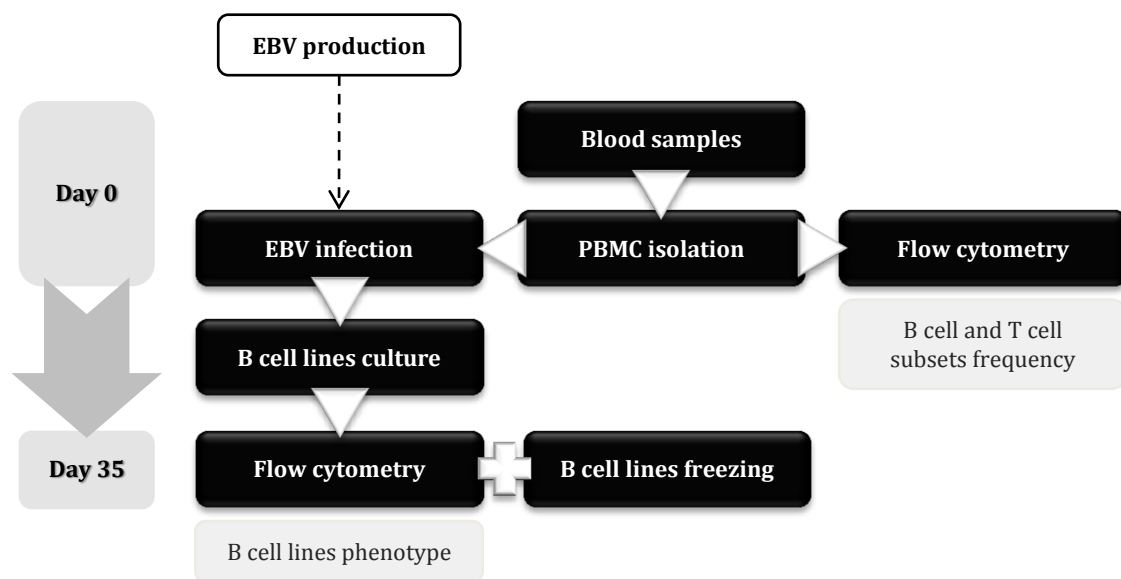 EBV production
Blood samples
Day 0
EBV infection
PBMC isolation
Flow cytometry
B cell and T cell
subsets frequency
B cell lines culture
Day 35
Flow cytometry
B cell lines freezing
B cell lines phenotype